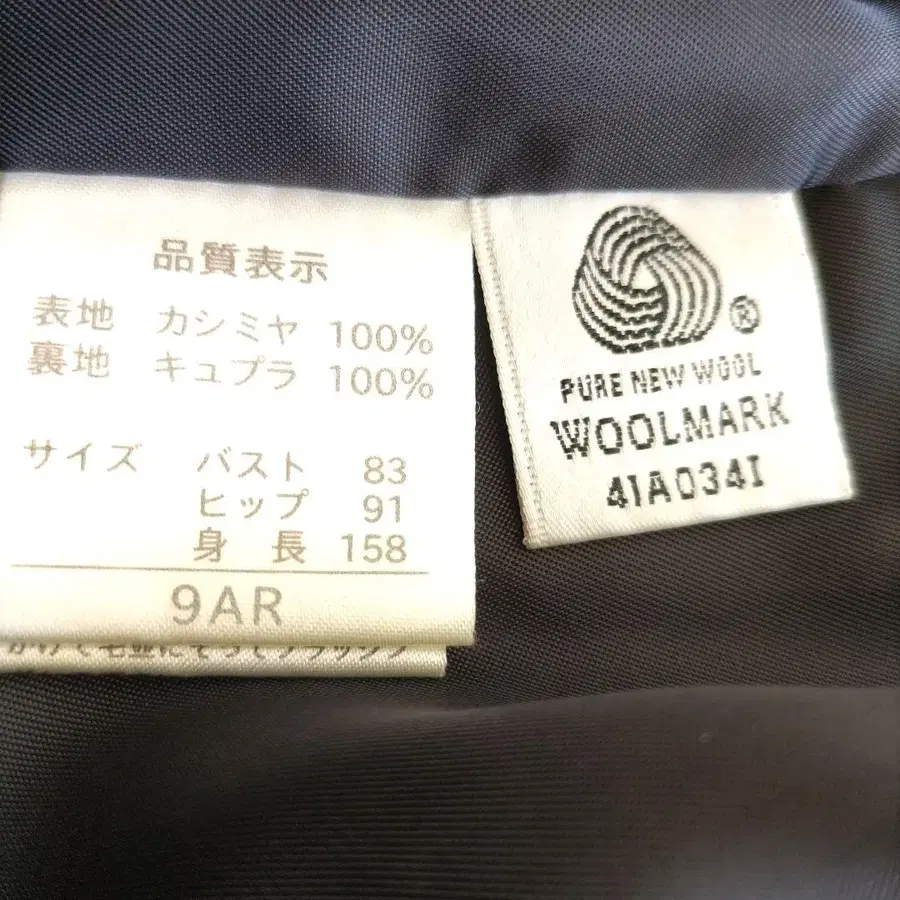 品質表示
表地 カシミヤ 100%
裏地 キュプラ 100%
サイズ バスト 83
ヒップ 91
身長 158
9AR
®
PURE NEW WOOL
WOOLMARK
41A034I